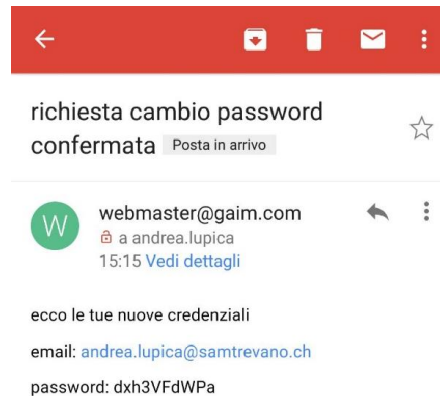 richiesta cambio password
confermata Posta in arrivo
W
webmaster@gaim.com
a andrea.lupica
15:15 Vedi dettagli
ecco le tue nuove credenziali
email: andrea.lupica@samtrevano.ch
password: dxh3VFdWPa